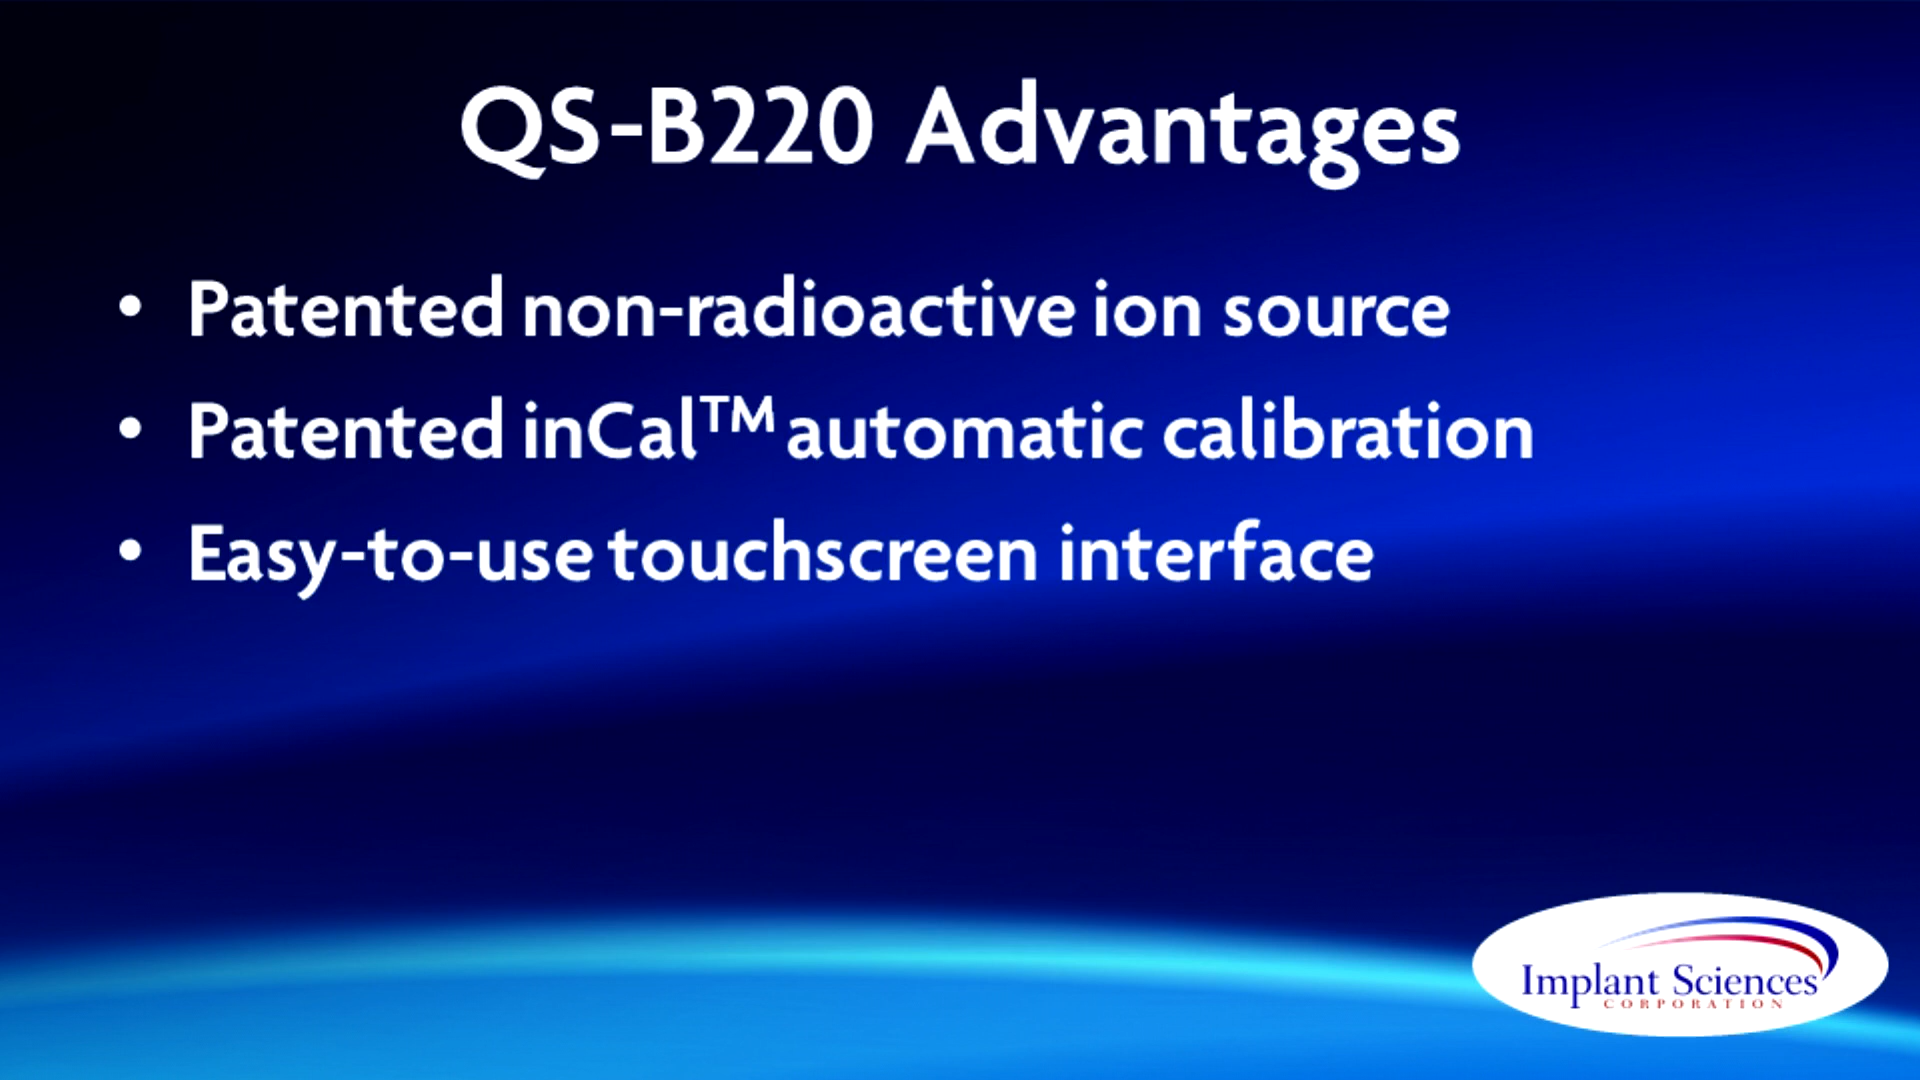 QS-B220 Advantages
• Patented non-radioactive ion source
• Patented inCal™ automatic calibration
• Easy-to-use touchscreen interface
Implant Sciences
CORPORATION